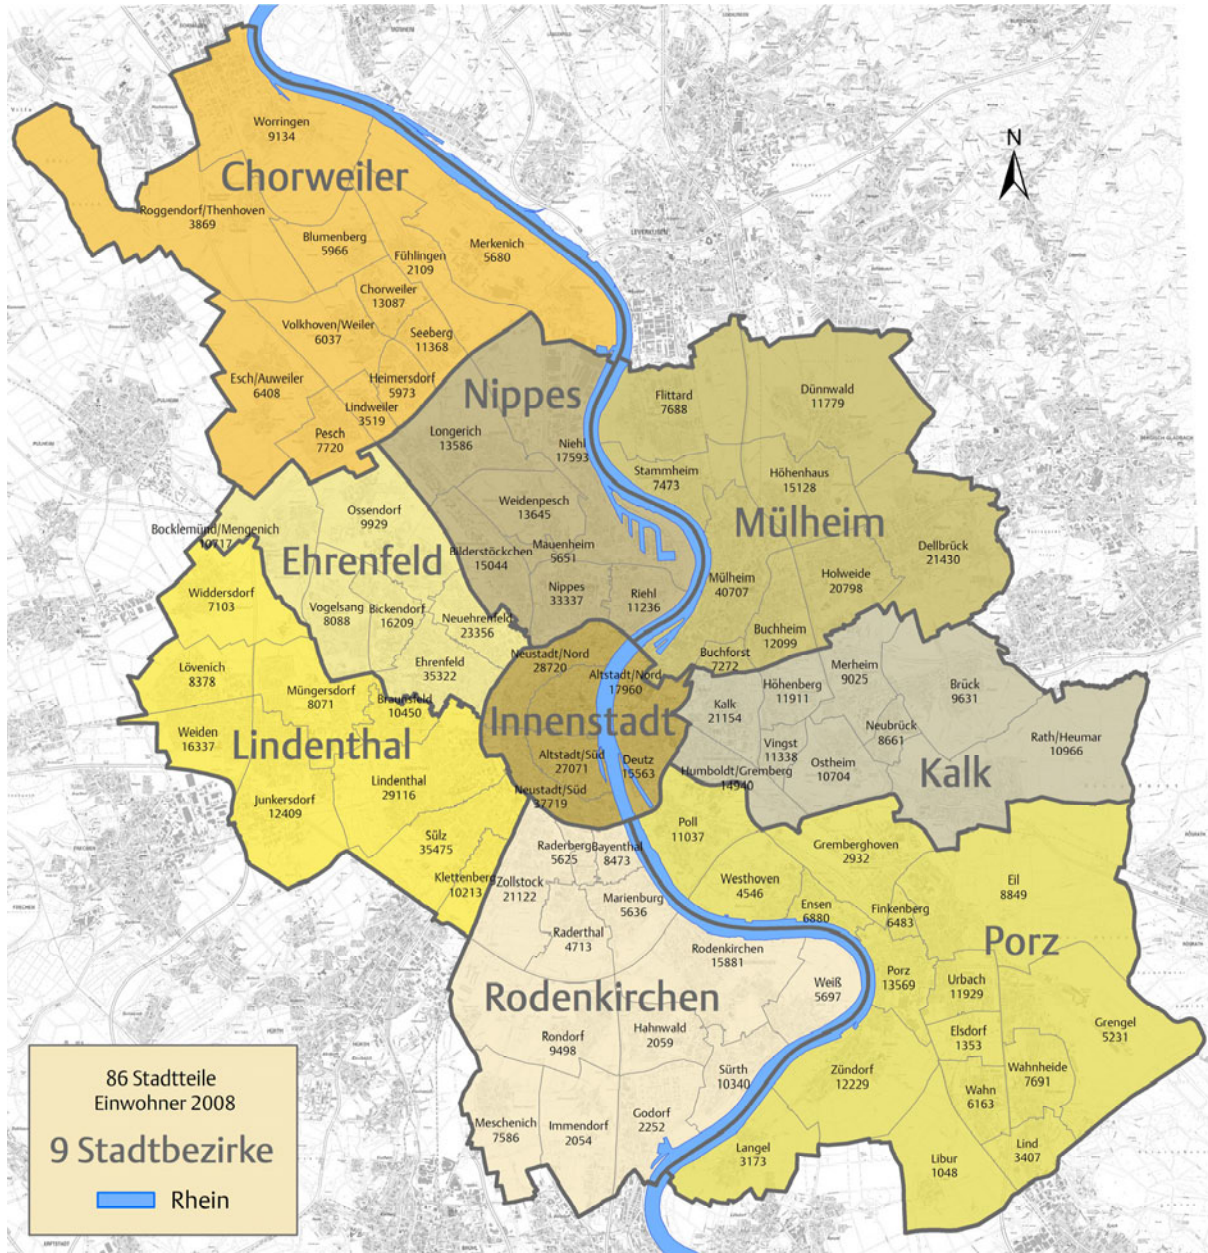 N
Worringen
9134
Chorweiler
Roggendorf/Thenhoven
3869
Blumenberg
5966
Fühlingen
2109
Merkenich
5680
Chorweiler
13087
Volkhoven/Weiler
6037
Seeberg
11368
Esch/Auweiler
6408
Heimersdorf
5973
Lindweiler
3519
Pesch
7720
Nippes
Longerich
13586
Niehl
17593
Weidenpesch
13645
Mauenheim
5651
Bilderstöckchen
15044
Nippes
33337
Riehl
11236
Flittard
7688
Dünnwald
11779
Stammheim
7473
Höhenhaus
15128
Mülheim
Dellbrück
21430
Mülheim
40707
Holweide
20798
Buchheim
12099
Buchforst
7272
Bocklemünd/Mengenich
10717
Ossendorf
9929
Ehrenfeld
Vogelsang
8088
Bickendorf
16209
Neuehrenfeld
23356
Ehrenfeld
35322
Widdersdorf
7103
Lövenich
8378
Müngersdorf
8071
Braunsfeld
10450
Weiden
16337
Lindenthal
Lindenthal
29116
Junkersdorf
12409
Sülz
35475
Klettenberg
10213
Neustadt/Nord
28720
Altstadt/Nord
17960
Innenstadt
Altstadt/Süd
27071
Deutz
15563
Neustadt/Süd
37719
Merheim
9025
Brück
9631
Höhenberg
11911
Kalk
21154
Neubrück
8661
Rath/Heumar
10966
Vingst
11338
Ostheim
10704
Humboldt/Gremberg
14940
Kalk
Poll
11037
Gremberghoven
2932
Westhoven
4546
Eil
8849
Ensen
6880
Finkenberg
6483
Porz
Porz
13569
Urbach
11929
Elsdorf
1353
Grengel
5231
Zündorf
12229
Wahnheide
7691
Wahn
6163
Langel
3173
Libur
1048
Lind
3407
Raderberg
5625
Bayenthal
8473
Zollstock
21122
Marienburg
5636
Raderthal
4713
Rodenkirchen
15881
Weiß
5697
Rodenkirchen
Rondorf
9498
Hahnwald
2059
Sürth
10340
Meschenich
7586
Immendorf
2054
Godorf
2252
86 Stadtteile
Einwohner 2008
9 Stadtbezirke
Rhein